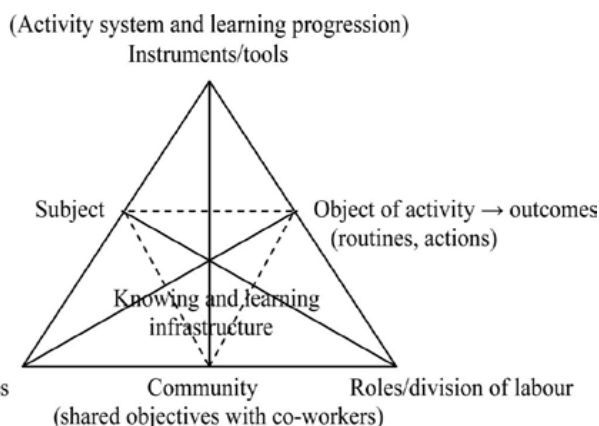 (Activity system and learning progression)
Instruments/tools
Subject
Object of activity → outcomes
(routines, actions)
Knowing and learning
infrastructure
Community
Roles/division of labour
(shared objectives with co-workers)